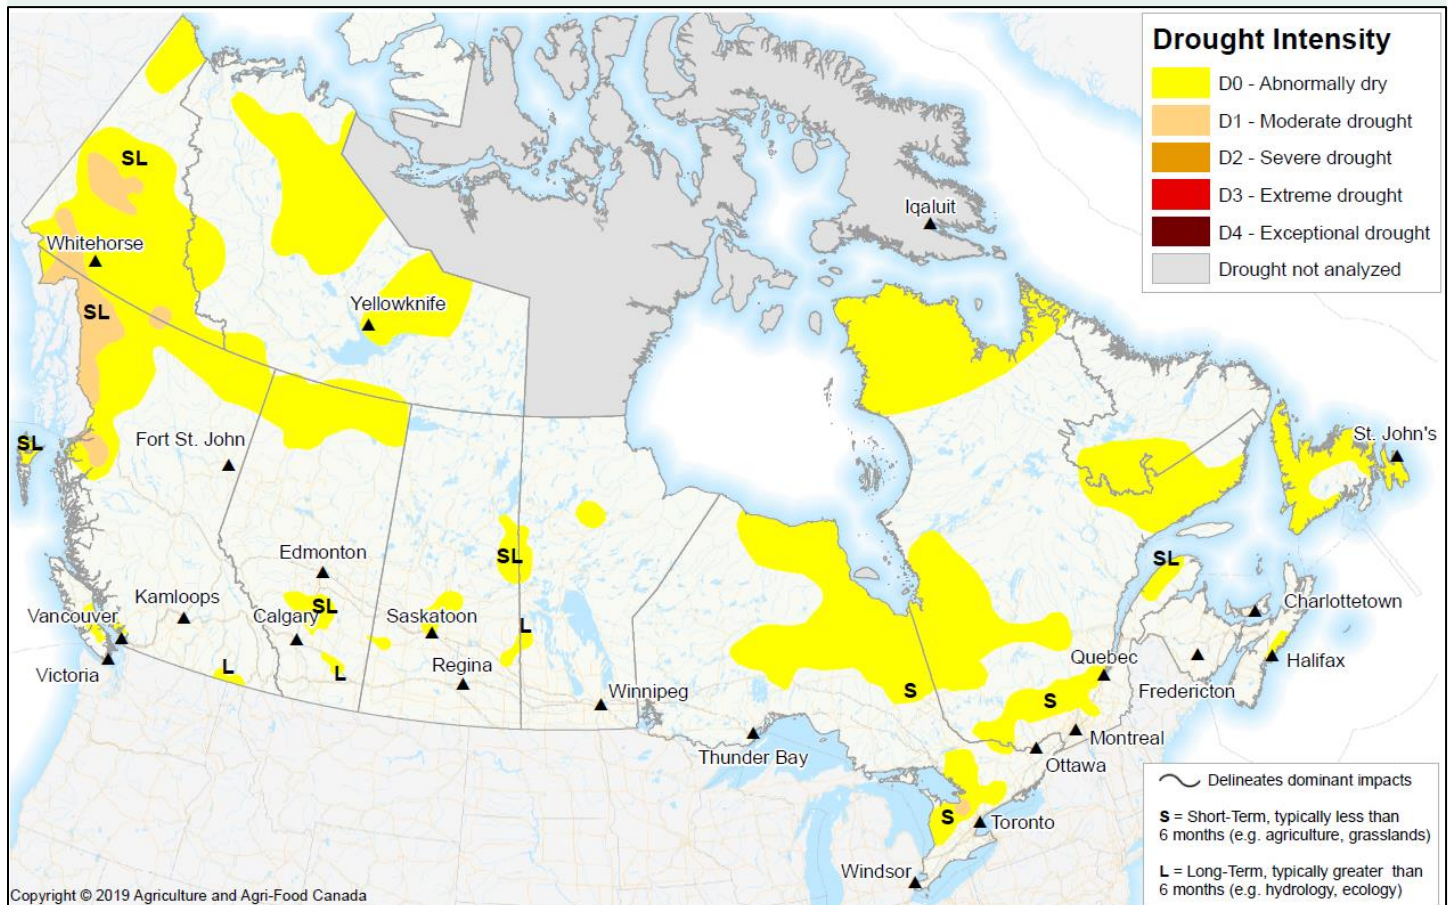 Drought Intensity
D0 - Abnormally dry
D1 - Moderate drought
D2 - Severe drought
D3 - Extreme drought
D4 - Exceptional drought
Drought not analyzed
SL
Iqaluit
Whitehorse
SL
Yellowknife
SL
Fort St. John
St. John's
SL
SL
Edmonton
Kamloops
SL
Vancouver
Calgary
Saskatoon
L
Charlottetown
Victoria
L
L
Regina
Quebec
Halifax
Winnipeg
S
S
Fredericton
Montreal
Thunder Bay
Ottawa
S
Toronto
Windsor
Delineates dominant impacts
S = Short-Term, typically less than
6 months (e.g. agriculture, grasslands)
L = Long-Term, typically greater than
6 months (e.g. hydrology, ecology)
Copyright © 2019 Agriculture and Agri-Food Canada